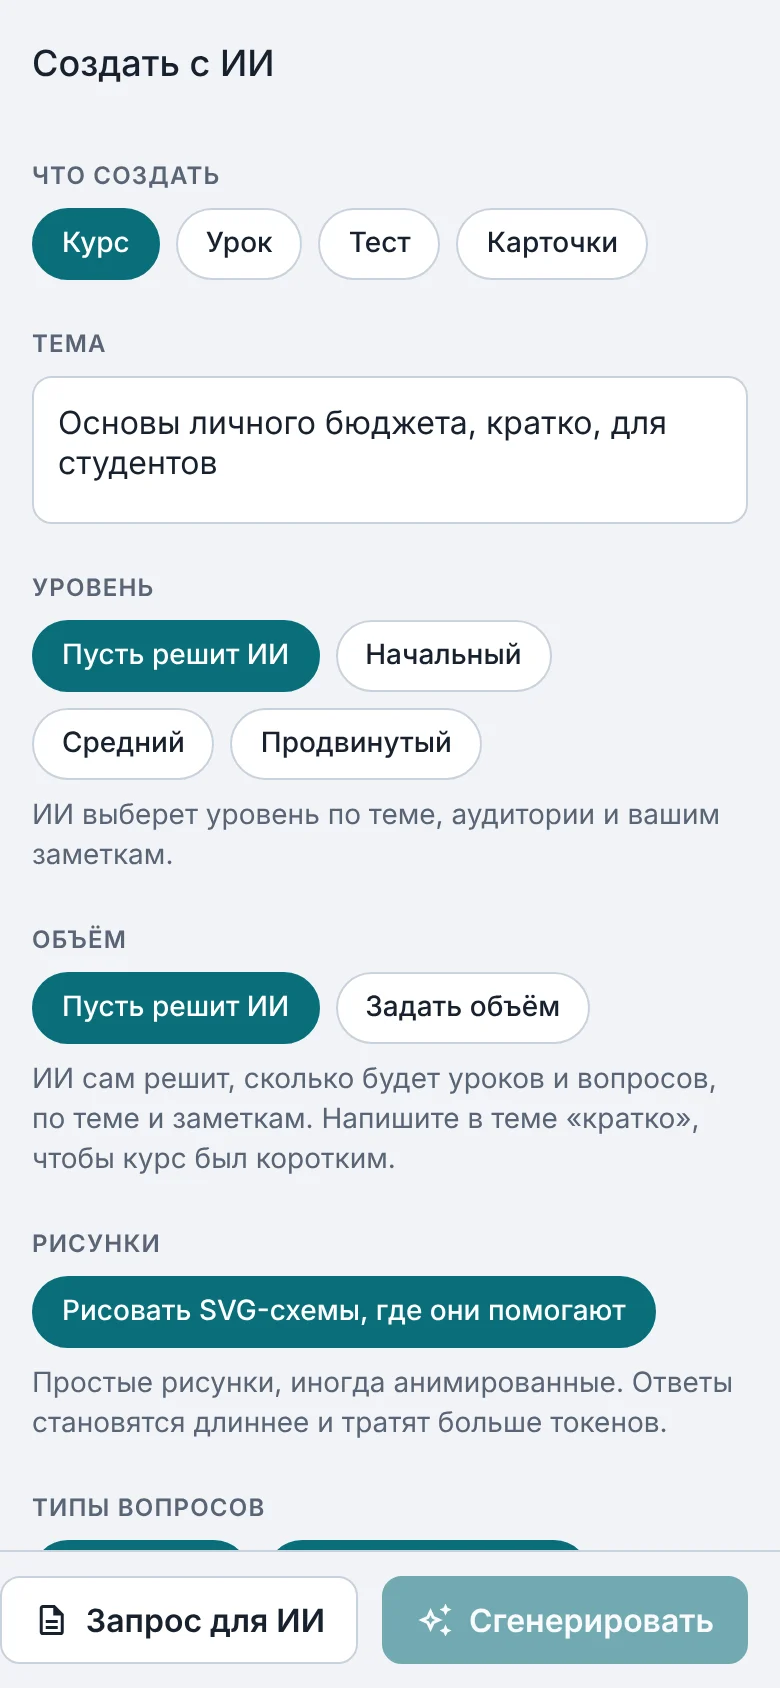 Создать с ИИ
ЧТО СОЗДАТЬ
Курс
Урок
Тест
Карточки
ТЕМА
Основы личного бюджета, кратко, для
студентов
УРОВЕНЬ
Пусть решит ИИ
Начальный
Средний
Продвинутый
ИИ выберет уровень по теме, аудитории и вашим
заметкам.
ОБЪЁМ
Пусть решит ИИ
Задать объём
ИИ сам решит, сколько будет уроков и вопросов,
по теме и заметкам. Напишите в теме «кратко»,
чтобы курс был коротким.
РИСУНКИ
Рисовать SVG-схемы, где они помогают
Простые рисунки, иногда анимированные. Ответы
становятся длиннее и тратят больше токенов.
ТИПЫ ВОПРОСОВ
Запрос для ИИ
Сгенерировать